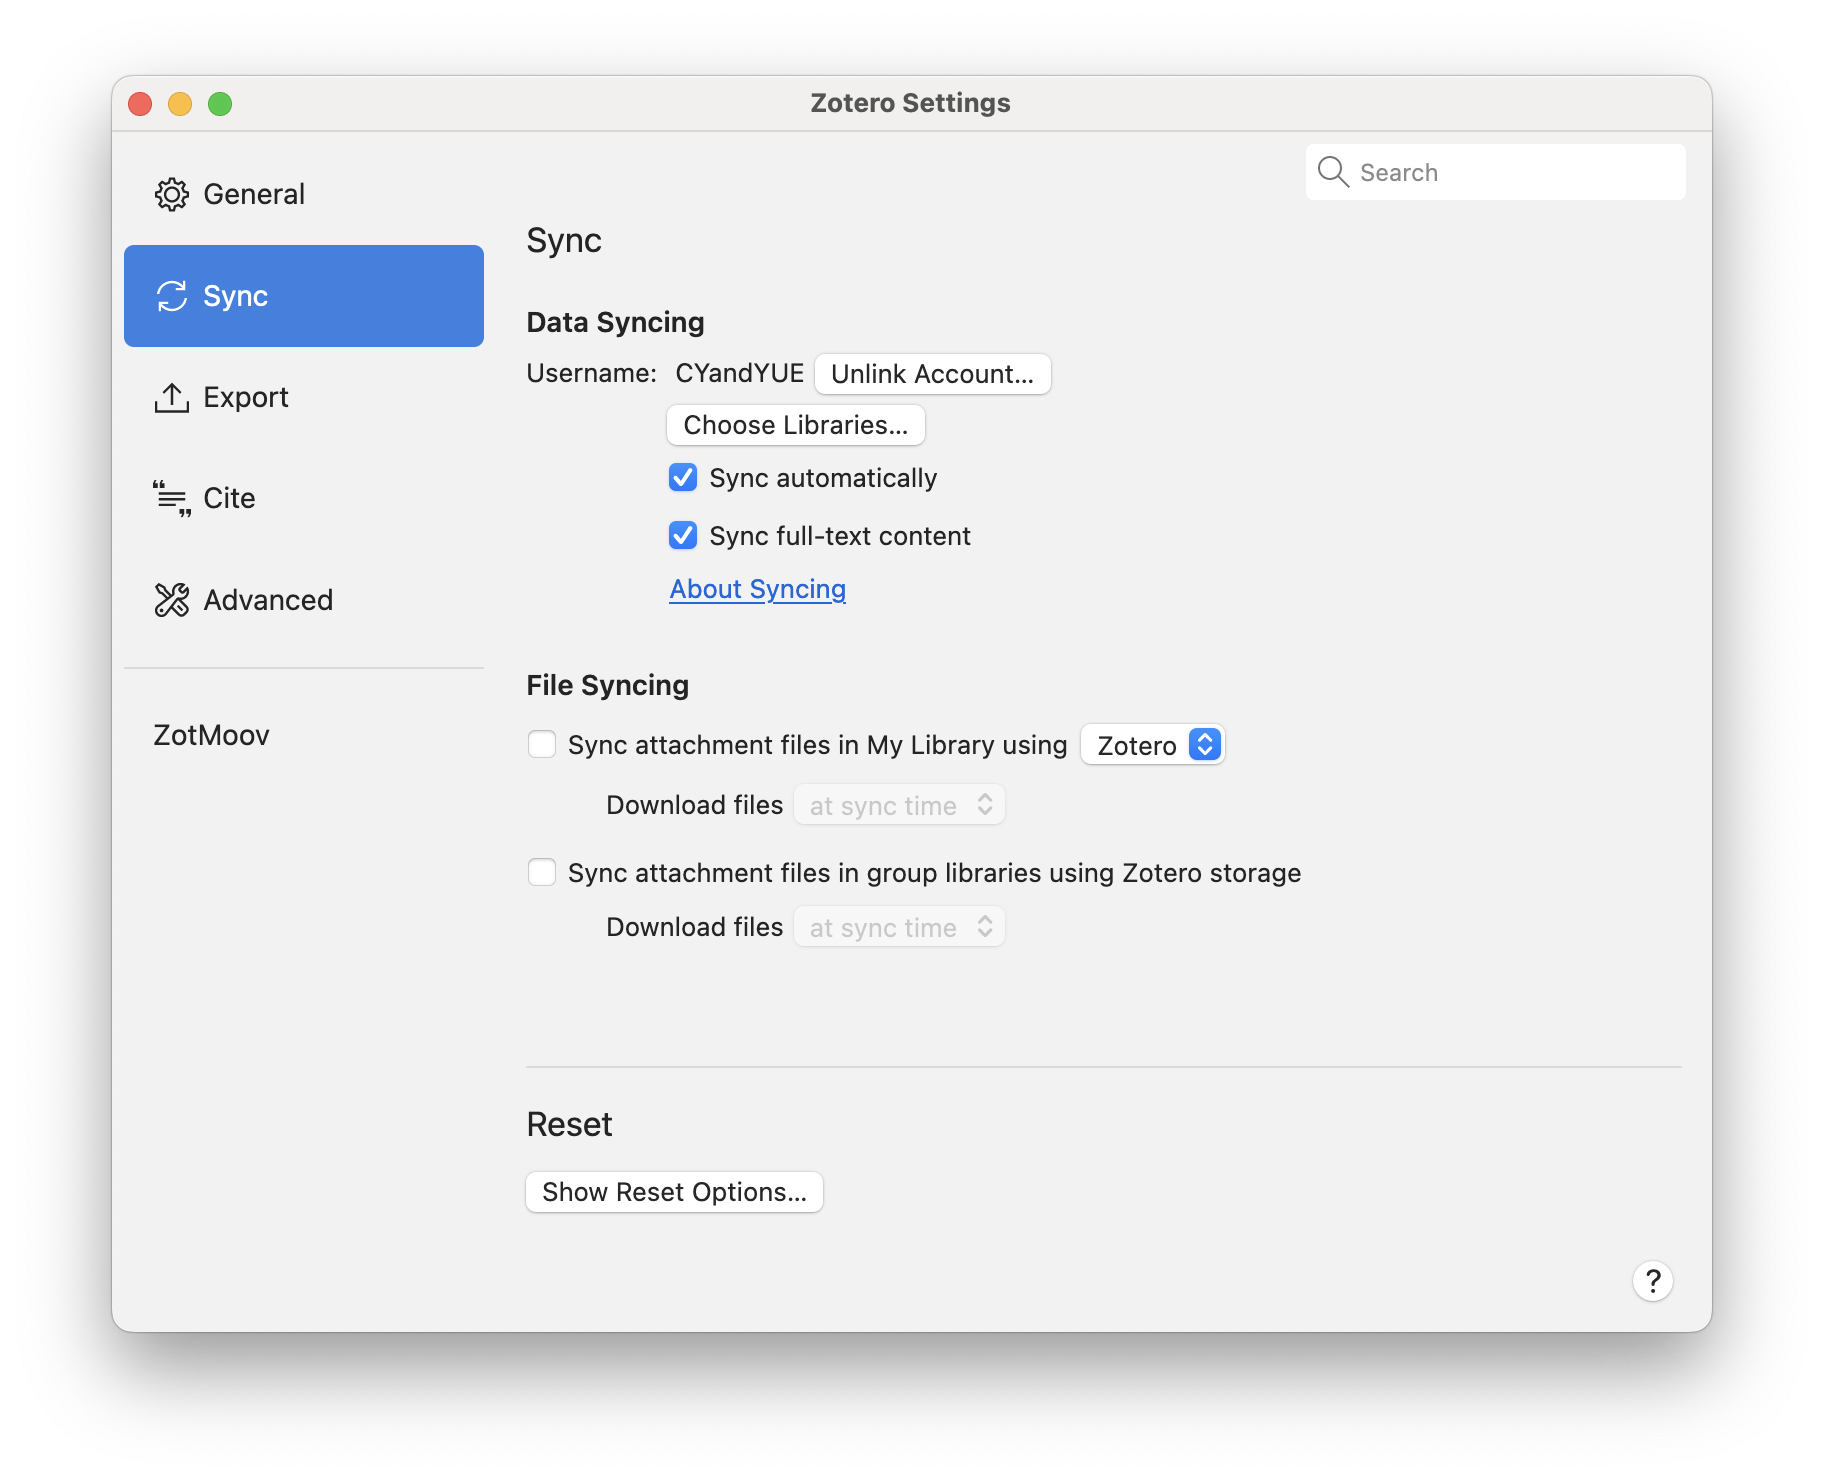 Zotero Settings
Search
General
Sync
Export
Cite
Advanced
ZotMoov
Sync
Data Syncing
Username: CYandYUE Unlink Account...
Choose Libraries...
Sync automatically
Sync full-text content
About Syncing
File Syncing
Sync attachment files in My Library using Zotero
Download files at sync time
Sync attachment files in group libraries using Zotero storage
Download files at sync time
Reset
Show Reset Options...
?